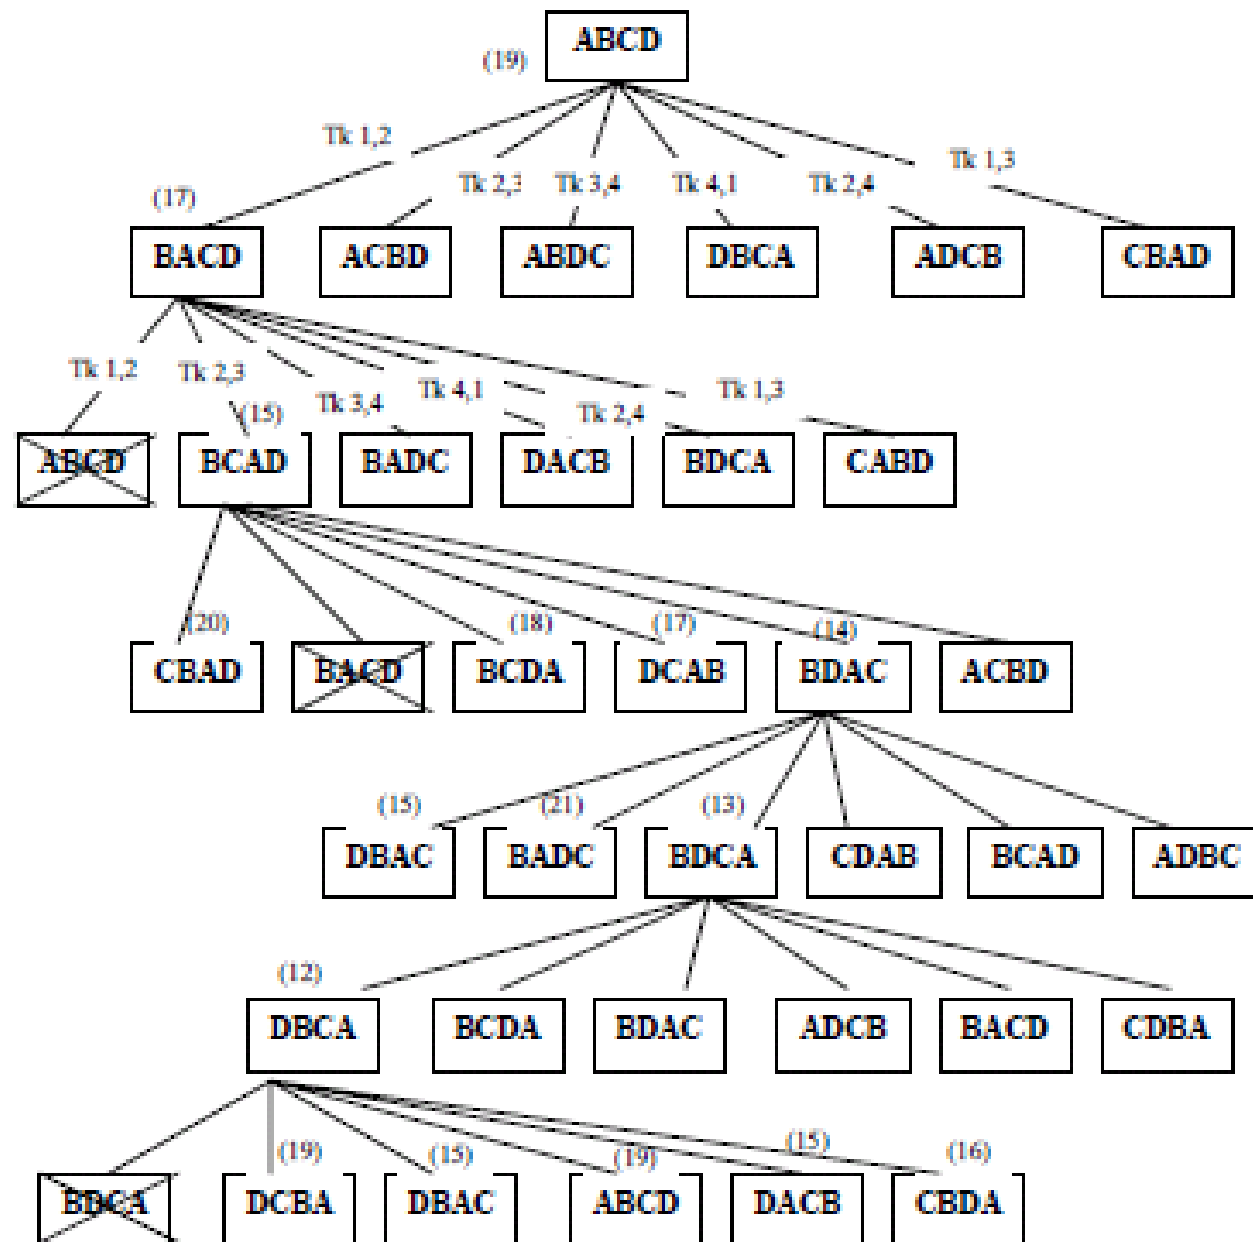 ABCD
(19)
Tk 1,2
Tk 2,3
Tk 3,4
Tk 4,1
Tk 2,4
Tk 1,3
(17)
BACD
ACBD
ABDC
DBCA
ADCB
CBAD
Tk 1,2
Tk 2,3
Tk 3,4
Tk 4,1
Tk 2,4
Tk 1,3
(15)
ABCD
BCAD
BADC
DACB
BDCA
CABD
(20)
(18)
(17)
(14)
CBAD
BACD
BCDA
DCAB
BDAC
ACBD
(15)
(21)
(13)
DBAC
BADC
BDCA
CDAB
BCAD
ADBC
(12)
DBCA
BCDA
BDAC
ADCB
BACD
CDBA
(19)
(15)
(19)
(15)
(16)
BDCA
DCBA
DBAC
ABCD
DACB
CBDA